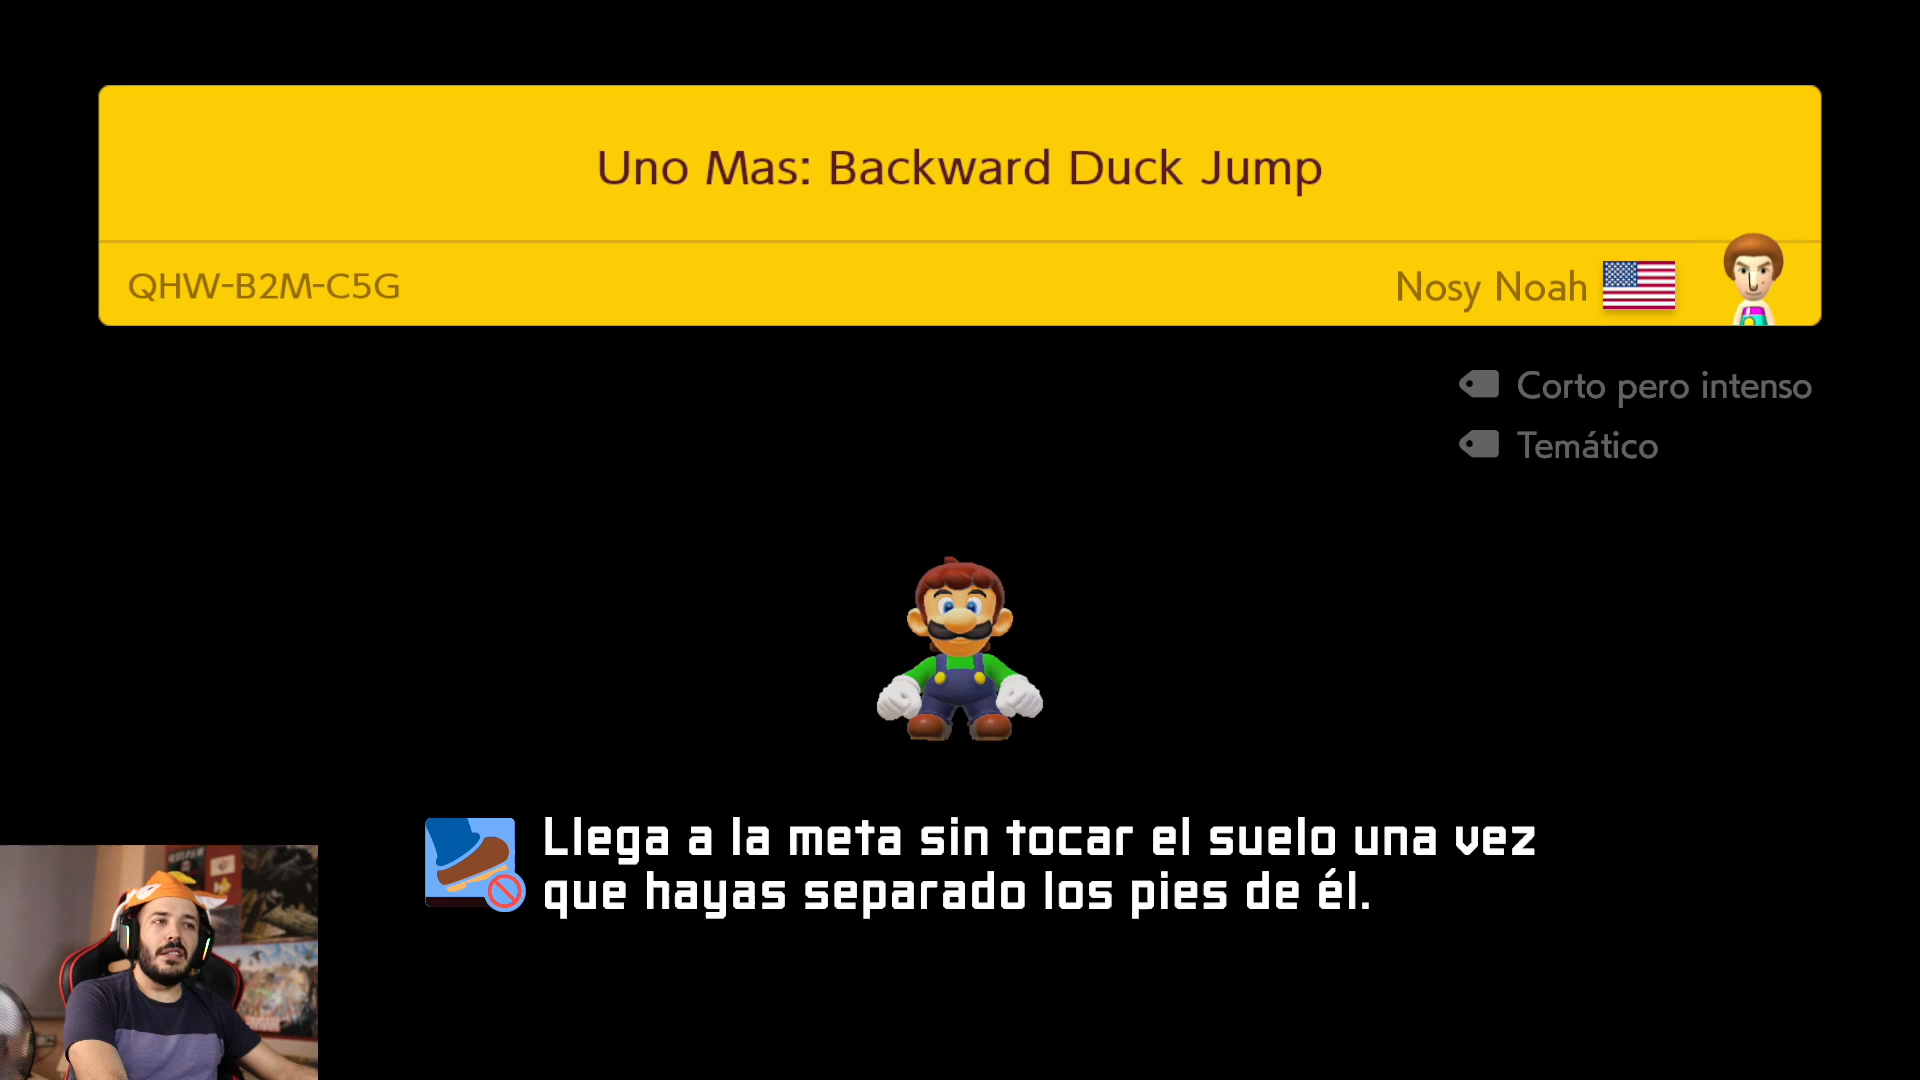 Uno Mas: Backward Duck Jump
QHW-B2M-C5G
Nosy Noah
Corto pero intenso
Temático
Llega a la meta sin tocar el suelo una vez
que hayas separado los pies de él.